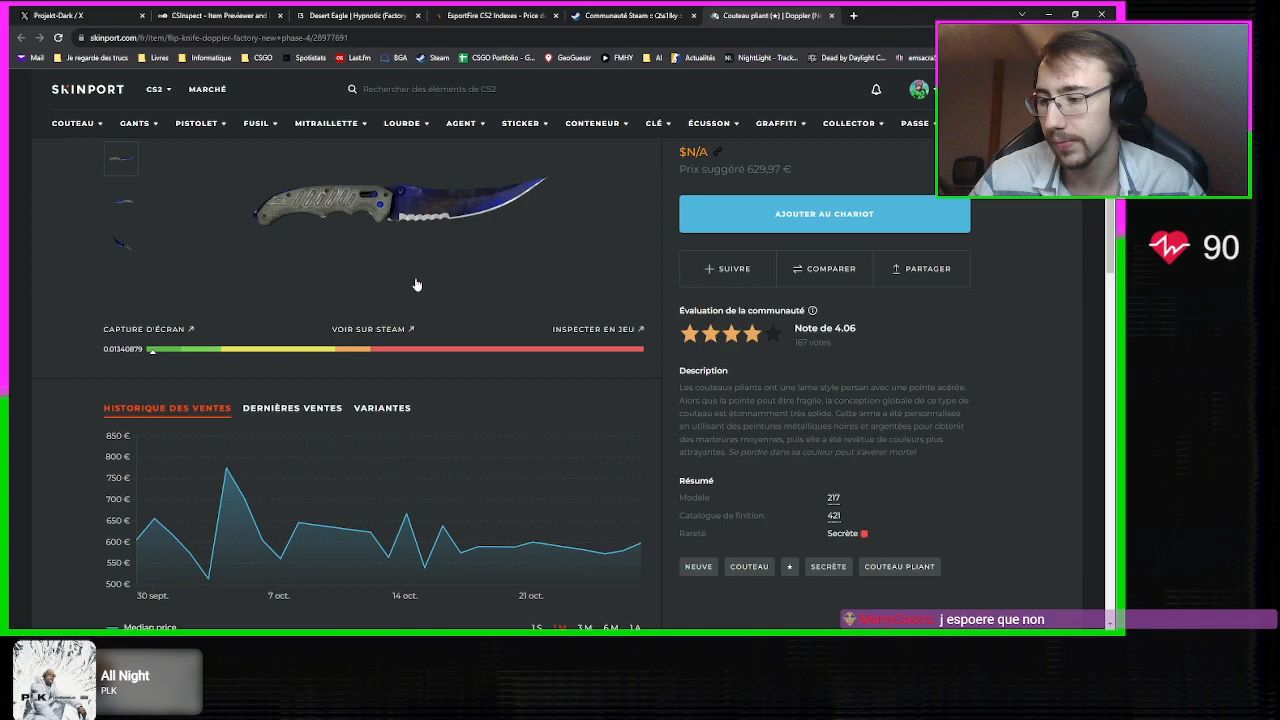 Projekt-Dark / X
CSInspect - Item Previewer and
Desert Eagle | Hypnotic (Factory
EsportFire CS2 Indexes - Price d
Communauté Steam ::
Couteau pliant (★) | Doppler (Ne
skinport.com/fr/item/flip-knife-doppler-factory-new+phase-4/28977691
Mail
Je regarde des trucs
Livres
Informatique
CSGO
Spotistats
Last.fm
BGA
Steam
CSGO Portfolio - G...
GeoGuessr
FMHY
AI
Actualités
NightLight - Track...
Dead by Daylight C...
emsacra
SKINPORT
CS2
MARCHÉ
Rechercher des éléments de CS2
COUTEAU
GANTS
PISTOLET
FUSIL
MITRAILLETTE
LOURDE
AGENT
STICKER
CONTENEUR
CLÉ
ÉCUSSON
GRAFFITI
COLLECTOR
PASSE
$N/A
Prix suggéré 629,97 €
AJOUTER AU CHARIOT
SUIVRE
COMPARER
PARTAGER
90
CAPTURE D'ÉCRAN
VOIR SUR STEAM
INSPECTER EN JEU
0.01340879
Évaluation de la communauté
Note de 4.06
167 votes
Description
Les couteaux pliants ont une lame style persan avec une pointe acérée.
Alors que la pointe peut être fragile, la conception globale de ce type de
couteau est étonnamment très solide. Cette arme a été personnalisée
en utilisant des peintures métalliques noires et argentées pour obtenir
des marbrures moyennes, puis elle a été revêtue de couleurs plus
attrayantes. Se perdre dans sa couleur peut s'avérer mortel
HISTORIQUE DES VENTES
DERNIÈRES VENTES
VARIANTES
850 €
800 €
750 €
700 €
650 €
600 €
550 €
500 €
30 sept.
7 oct.
14 oct.
21 oct.
Median price
1S
1M
3M
6M
1A
Résumé
Modèle
217
Catalogue de finition
421
Rareté
Secrète
NEUVE
COUTEAU
★
SECRÈTE
COUTEAU PLIANT
j espoere que non
All Night
PLK
PLK